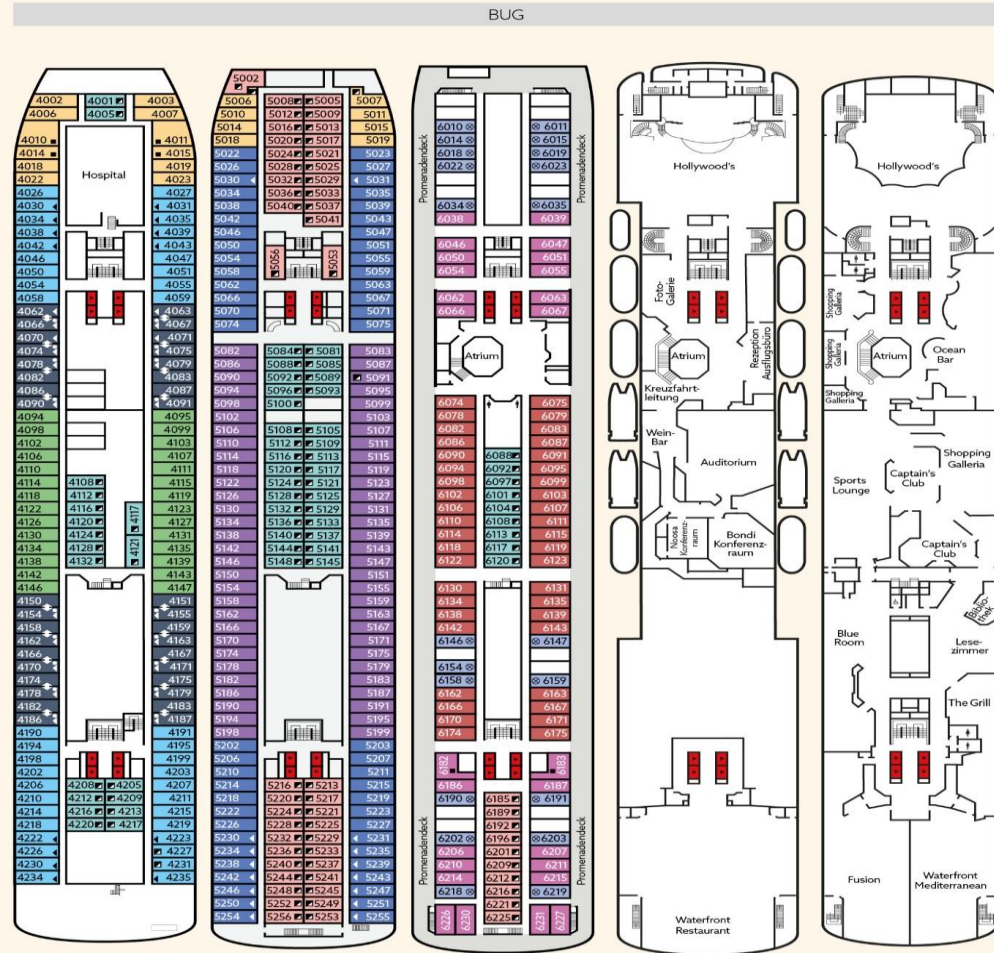 BUG
4002 4001 4003
4006 4005 4007
4010 4011
4014 4015
4018 4019
4022 4023
Hospital
4026 4027
4030 4031
4034 4035
4038 4039
4042 4043
4046 4047
4050 4051
4054 4055
4058 4059
4062 4063
4066 4067
4070 4071
4074 4075
4078 4079
4082 4083
4086 4087
4090 4091
4094 4095
4098 4099
4102 4103
4106 4107
4110 4111
4114 4108 4115
4118 4112 4119
4122 4116 4117 4123
4126 4120 4127
4130 4124 4121 4131
4134 4128 4135
4138 4132 4139
4142 4143
4146 4147
4150 4151
4154 4155
4158 4159
4162 4163
4166 4167
4170 4171
4174 4175
4178 4179
4182 4183
4186 4187
4190 4191
4194 4195
4198 4199
4202 4203
4206 4208 4205 4207
4210 4212 4209 4211
4214 4216 4213 4215
4218 4220 4217 4219
4222 4223
4226 4227
4230 4231
4234 4235
5002
5006 5008 5005 5007
5010 5012 5009 5011
5014 5016 5013 5015
5018 5020 5017 5019
5022 5024 5021 5023
5026 5028 5025 5027
5030 5032 5029 5031
5034 5036 5033 5035
5038 5040 5037 5039
5042 5041 5043
5046 5047
5050 5051
5054 5056 5053 5055
5058 5059
5062 5063
5066 5067
5070 5071
5074 5075
5082 5084 5081 5083
5086 5088 5085 5087
5090 5092 5089 5091
5094 5096 5093 5095
5098 5100 5099
5102 5103
5106 5108 5105 5107
5110 5112 5109 5111
5114 5116 5113 5115
5118 5120 5117 5119
5122 5124 5121 5123
5126 5128 5125 5127
5130 5132 5129 5131
5134 5136 5133 5135
5138 5140 5137 5139
5142 5144 5141 5143
5146 5148 5145 5147
5150 5151
5154 5155
5158 5159
5162 5163
5166 5167
5170 5171
5174 5175
5178 5179
5182 5183
5186 5187
5190 5191
5194 5195
5198 5199
5202 5203
5206 5207
5210 5211
5214 5216 5213 5215
5218 5220 5217 5219
5222 5224 5221 5223
5226 5228 5225 5227
5230 5232 5229 5231
5234 5236 5233 5235
5238 5240 5237 5239
5242 5244 5241 5243
5246 5248 5245 5247
5250 5252 5249 5251
5254 5256 5253 5255
Promenadendeck Promenadendeck
6010 6011
6014 6015
6018 6019
6022 6023
6034 6035
6038 6039
6046 6047
6050 6051
6054 6055
6062 6063
6066 6067
Atrium
6074 6075
6078 6079
6082 6083
6086 6087
6090 6088 6091
6094 6092 6095
6098 6097 6099
6102 6101 6103
6106 6104 6107
6110 6108 6111
6114 6113 6115
6118 6117 6119
6122 6120 6123
6130 6131
6134 6135
6138 6139
6142 6143
6146 6147
6154
6158 6159
6162 6163
6166 6167
6170 6171
6174 6175
6182 6183
6186 6187
6190 6185 6191
6189
6192
6202 6196 6203
6206 6201 6207
6210 6209 6211
6214 6212 6215
6218 6216 6219
6221
6226 6230 6225 6231 6227
Promenadendeck Promenadendeck
Hollywood's
Foto-
Galerie
Atrium
Rezeption
Ausflugsbüro
Kreuzfahrt-
leitung
Wein-
Bar
Auditorium
Noosa
Konferenz-
raum
Bondi
Konferenz-
raum
Waterfront
Restaurant
Hollywood's
Shopping
Galleria
Shopping
Galleria
Atrium
Ocean
Bar
Shopping
Galleria
Shopping
Galleria
Sports
Lounge
Captain's
Club
Captain's
Club
Biblio-
thek
Blue
Room
Lese-
zimmer
The Grill
Fusion
Waterfront
Mediterranean